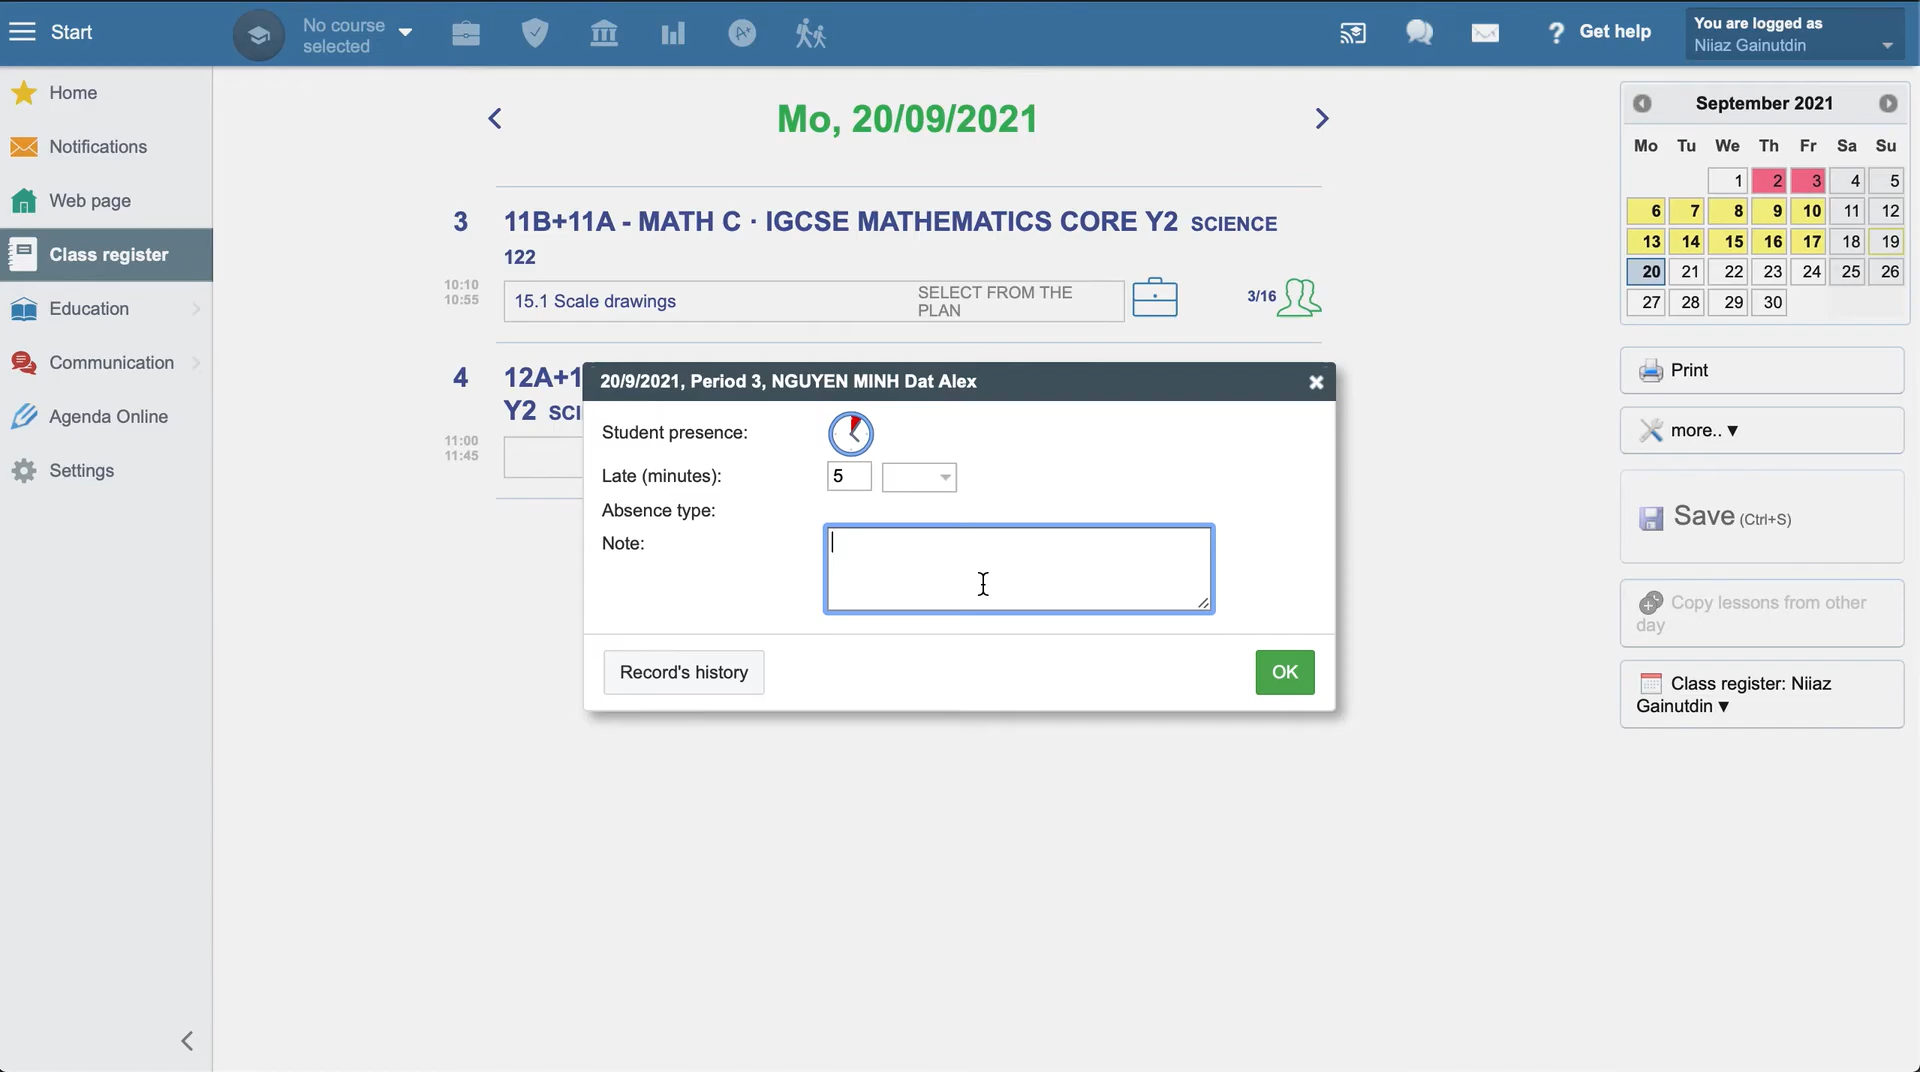 Start
No course
selected
Get help
You are logged as
Niiaz Gainutdin
Home
Notifications
Web page
Class register
Education
Communication
Agenda Online
Settings
Mo, 20/09/2021
3
11B+11A - MATH C · IGCSE MATHEMATICS CORE Y2 SCIENCE
122
10:10
10:55
15.1 Scale drawings
SELECT FROM THE
PLAN
3/16
4
12A+1
Y2 SCI
11:00
11:45
20/9/2021, Period 3, NGUYEN MINH Dat Alex
Student presence:
Late (minutes):
5
Absence type:
Note:
Record's history
OK
September 2021
Mo Tu We Th Fr Sa Su
1 2 3 4 5
6 7 8 9 10 11 12
13 14 15 16 17 18 19
20 21 22 23 24 25 26
27 28 29 30
Print
more.. ▼
Save (Ctrl+S)
Copy lessons from other
day
Class register: Niiaz
Gainutdin ▼